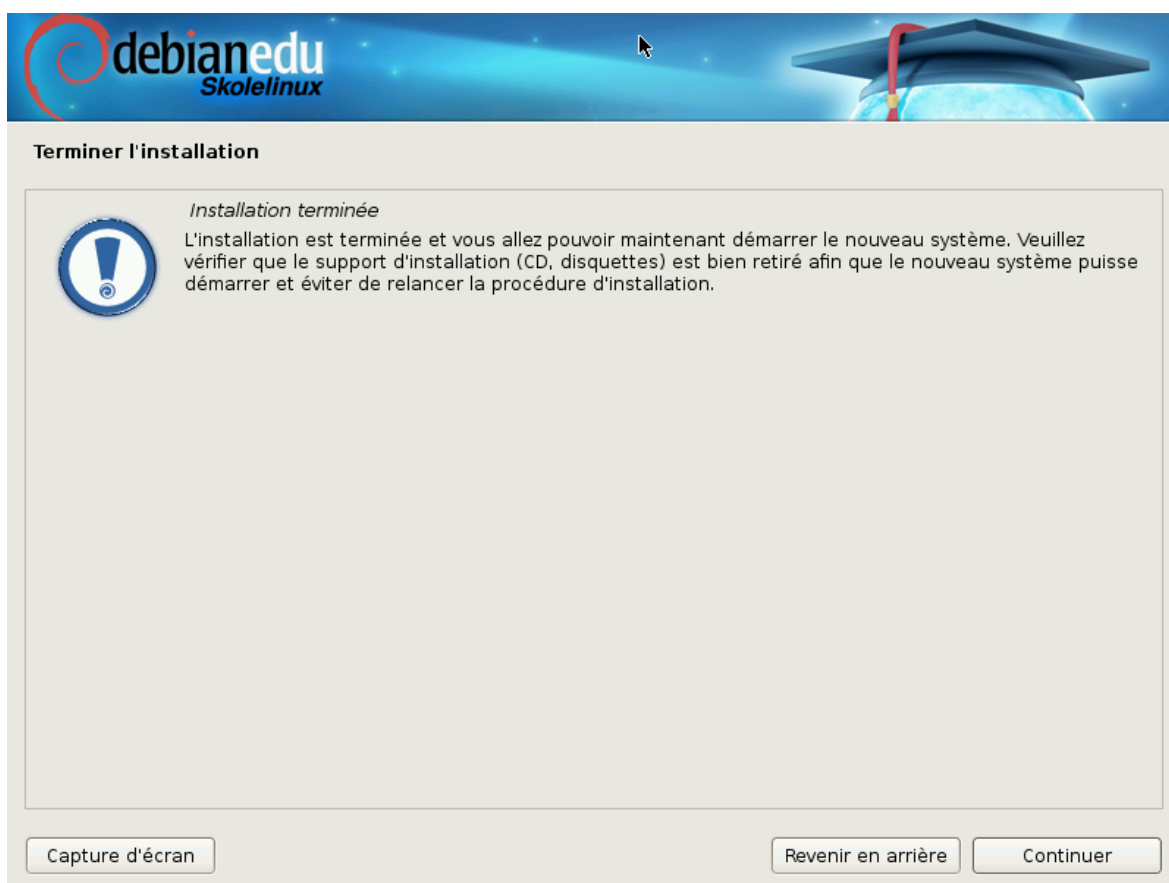 debianedu
Skolelinux
Terminer l'installation
Installation terminée
L'installation est terminée et vous allez pouvoir maintenant démarrer le nouveau système. Veuillez
vérifier que le support d'installation (CD, disquettes) est bien retiré afin que le nouveau système puisse
démarrer et éviter de relancer la procédure d'installation.
Capture d'écran
Revenir en arrière
Continuer